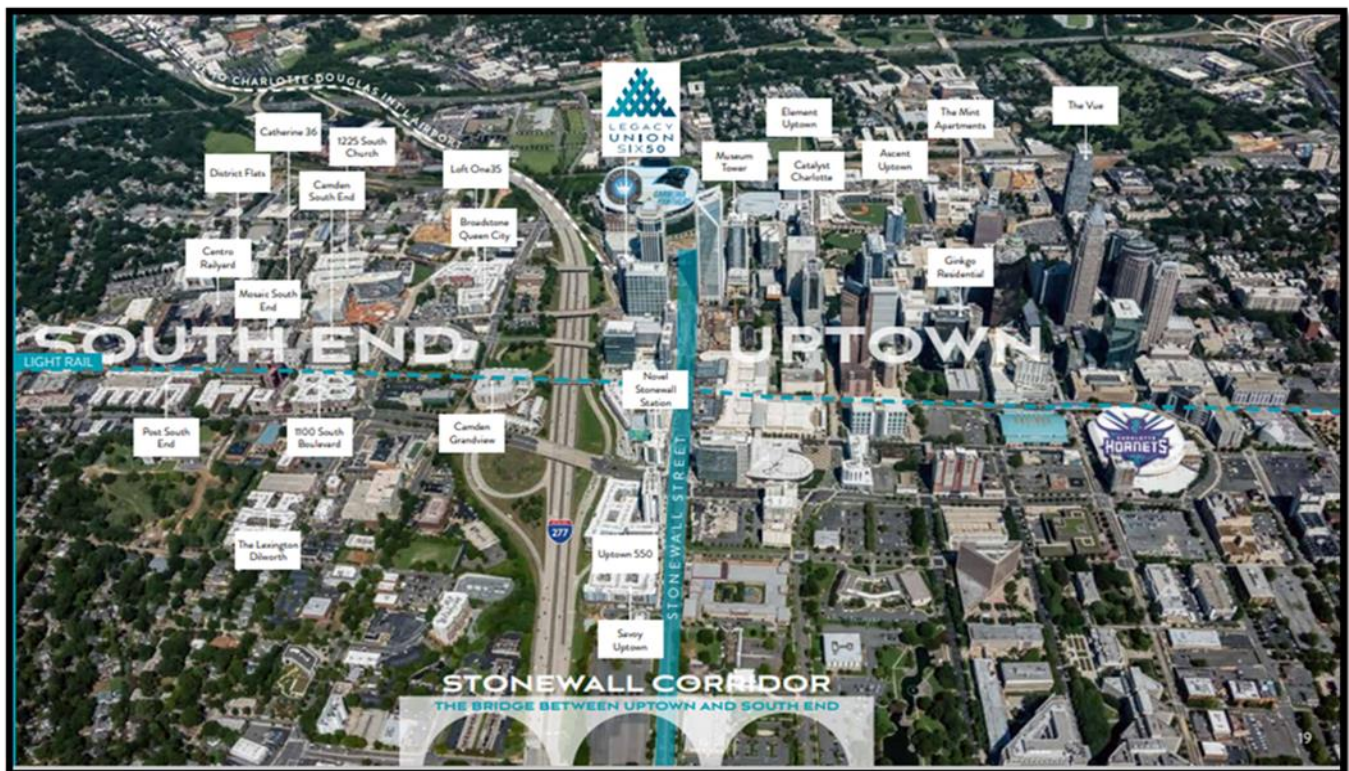 TO CHARLOTTE-DOUGLAS INT'L AIRPORT
LEGACY
UNION
SIX50
The Vue
Element
Uptown
The Mint
Apartments
Catherine 36
1225 South
Church
Museum
Tower
Catalyst
Charlotte
Ascent
Uptown
District Flats
Camden
South End
Loft One35
Broadstone
Queen City
Centro
Railyard
Ginkgo
Residential
Mosaic South
End
SOUTH END
UPTOWN
LIGHT RAIL
Novel
Stonewall
Station
Post South
End
1100 South
Boulevard
Camden
Grandview
CHARLOTTE
HORNETS
STONEWALL STREET
277
The Lexington
Dilworth
Uptown 550
Savoy
Uptown
STONEWALL CORRIDOR
THE BRIDGE BETWEEN UPTOWN AND SOUTH END
19